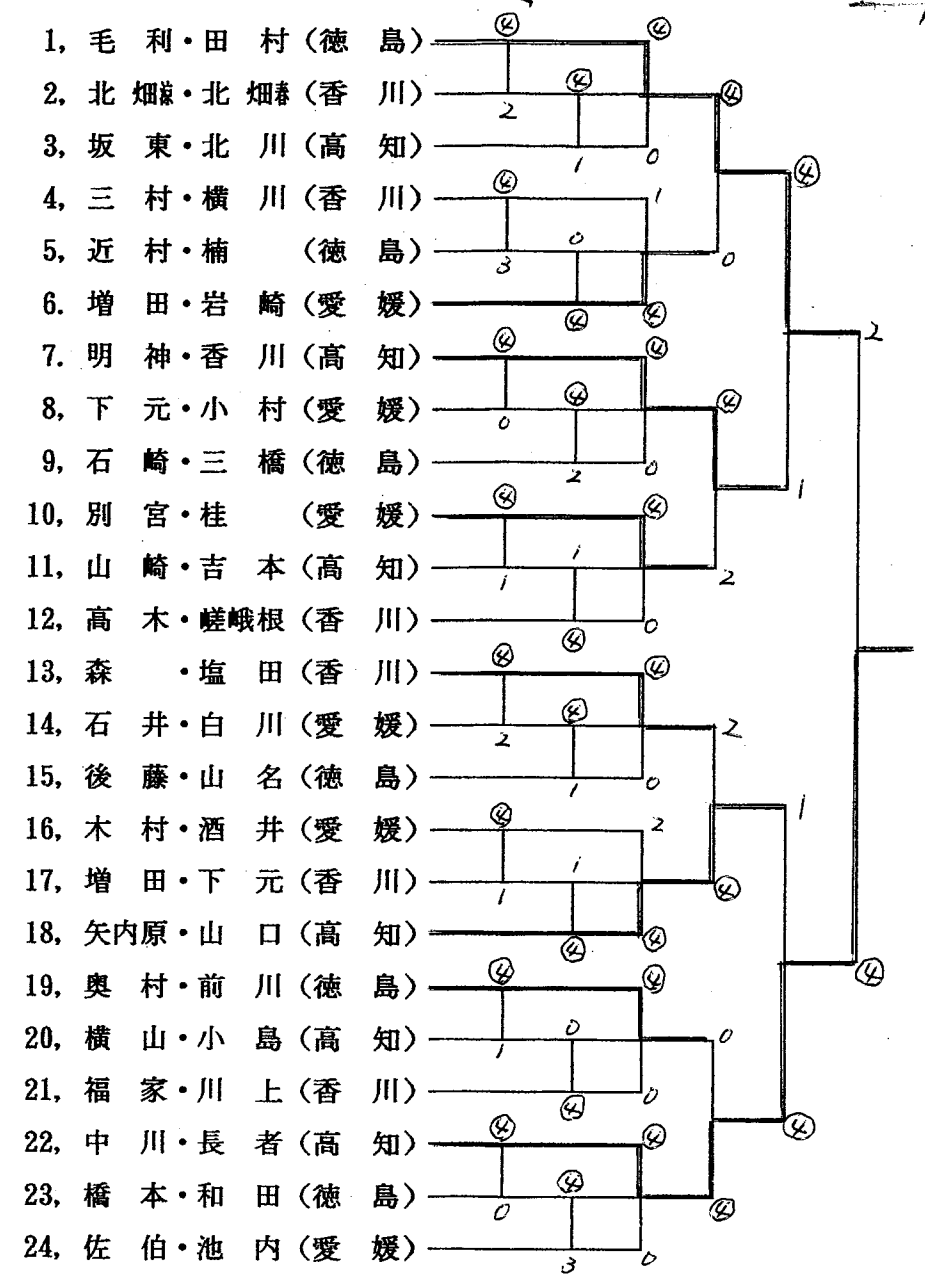 1, 毛 利・田 村（徳 島） ④ ④
2, 北 畑涼・北 畑春（香 川） 2 ④ ④
3, 坂 東・北 川（高 知） 1 0
4, 三 村・横 川（香 川） ④ 1 ④
5, 近 村・楠 （徳 島） 3 0 0
6. 増 田・岩 崎（愛 媛） ④ ④ 2
7. 明 神・香 川（高 知） ④ ④
8, 下 元・小 村（愛 媛） 0 ④ ④
9, 石 崎・三 橋（徳 島） 2 0
10, 別 宮・桂 （愛 媛） ④ ④ 1
11, 山 崎・吉 本（高 知） 1 1 2
12, 高 木・嵯峨根（香 川） ④ 0
13, 森 ・塩 田（香 川） ④ ④
14, 石 井・白 川（愛 媛） 2 ④ 2
15, 後 藤・山 名（徳 島） 1 0
16, 木 村・酒 井（愛 媛） ④ 2 1
17, 増 田・下 元（香 川） 1 1 ④
18, 矢内原・山 口（高 知） ④ ④
19, 奥 村・前 川（徳 島） ④ ④ ④
20, 横 山・小 島（高 知） 1 0 0
21, 福 家・川 上（香 川） ④ 0
22, 中 川・長 者（高 知） ④ ④ ④
23, 橋 本・和 田（徳 島） 0 ④ ④
24, 佐 伯・池 内（愛 媛） 3 0